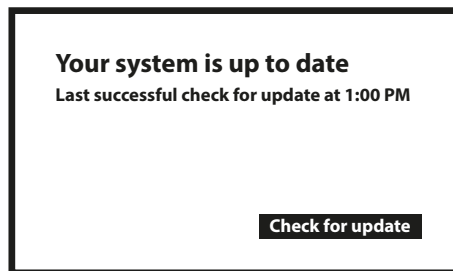 Your system is up to date
Last successful check for update at 1:00 PM
Check for update